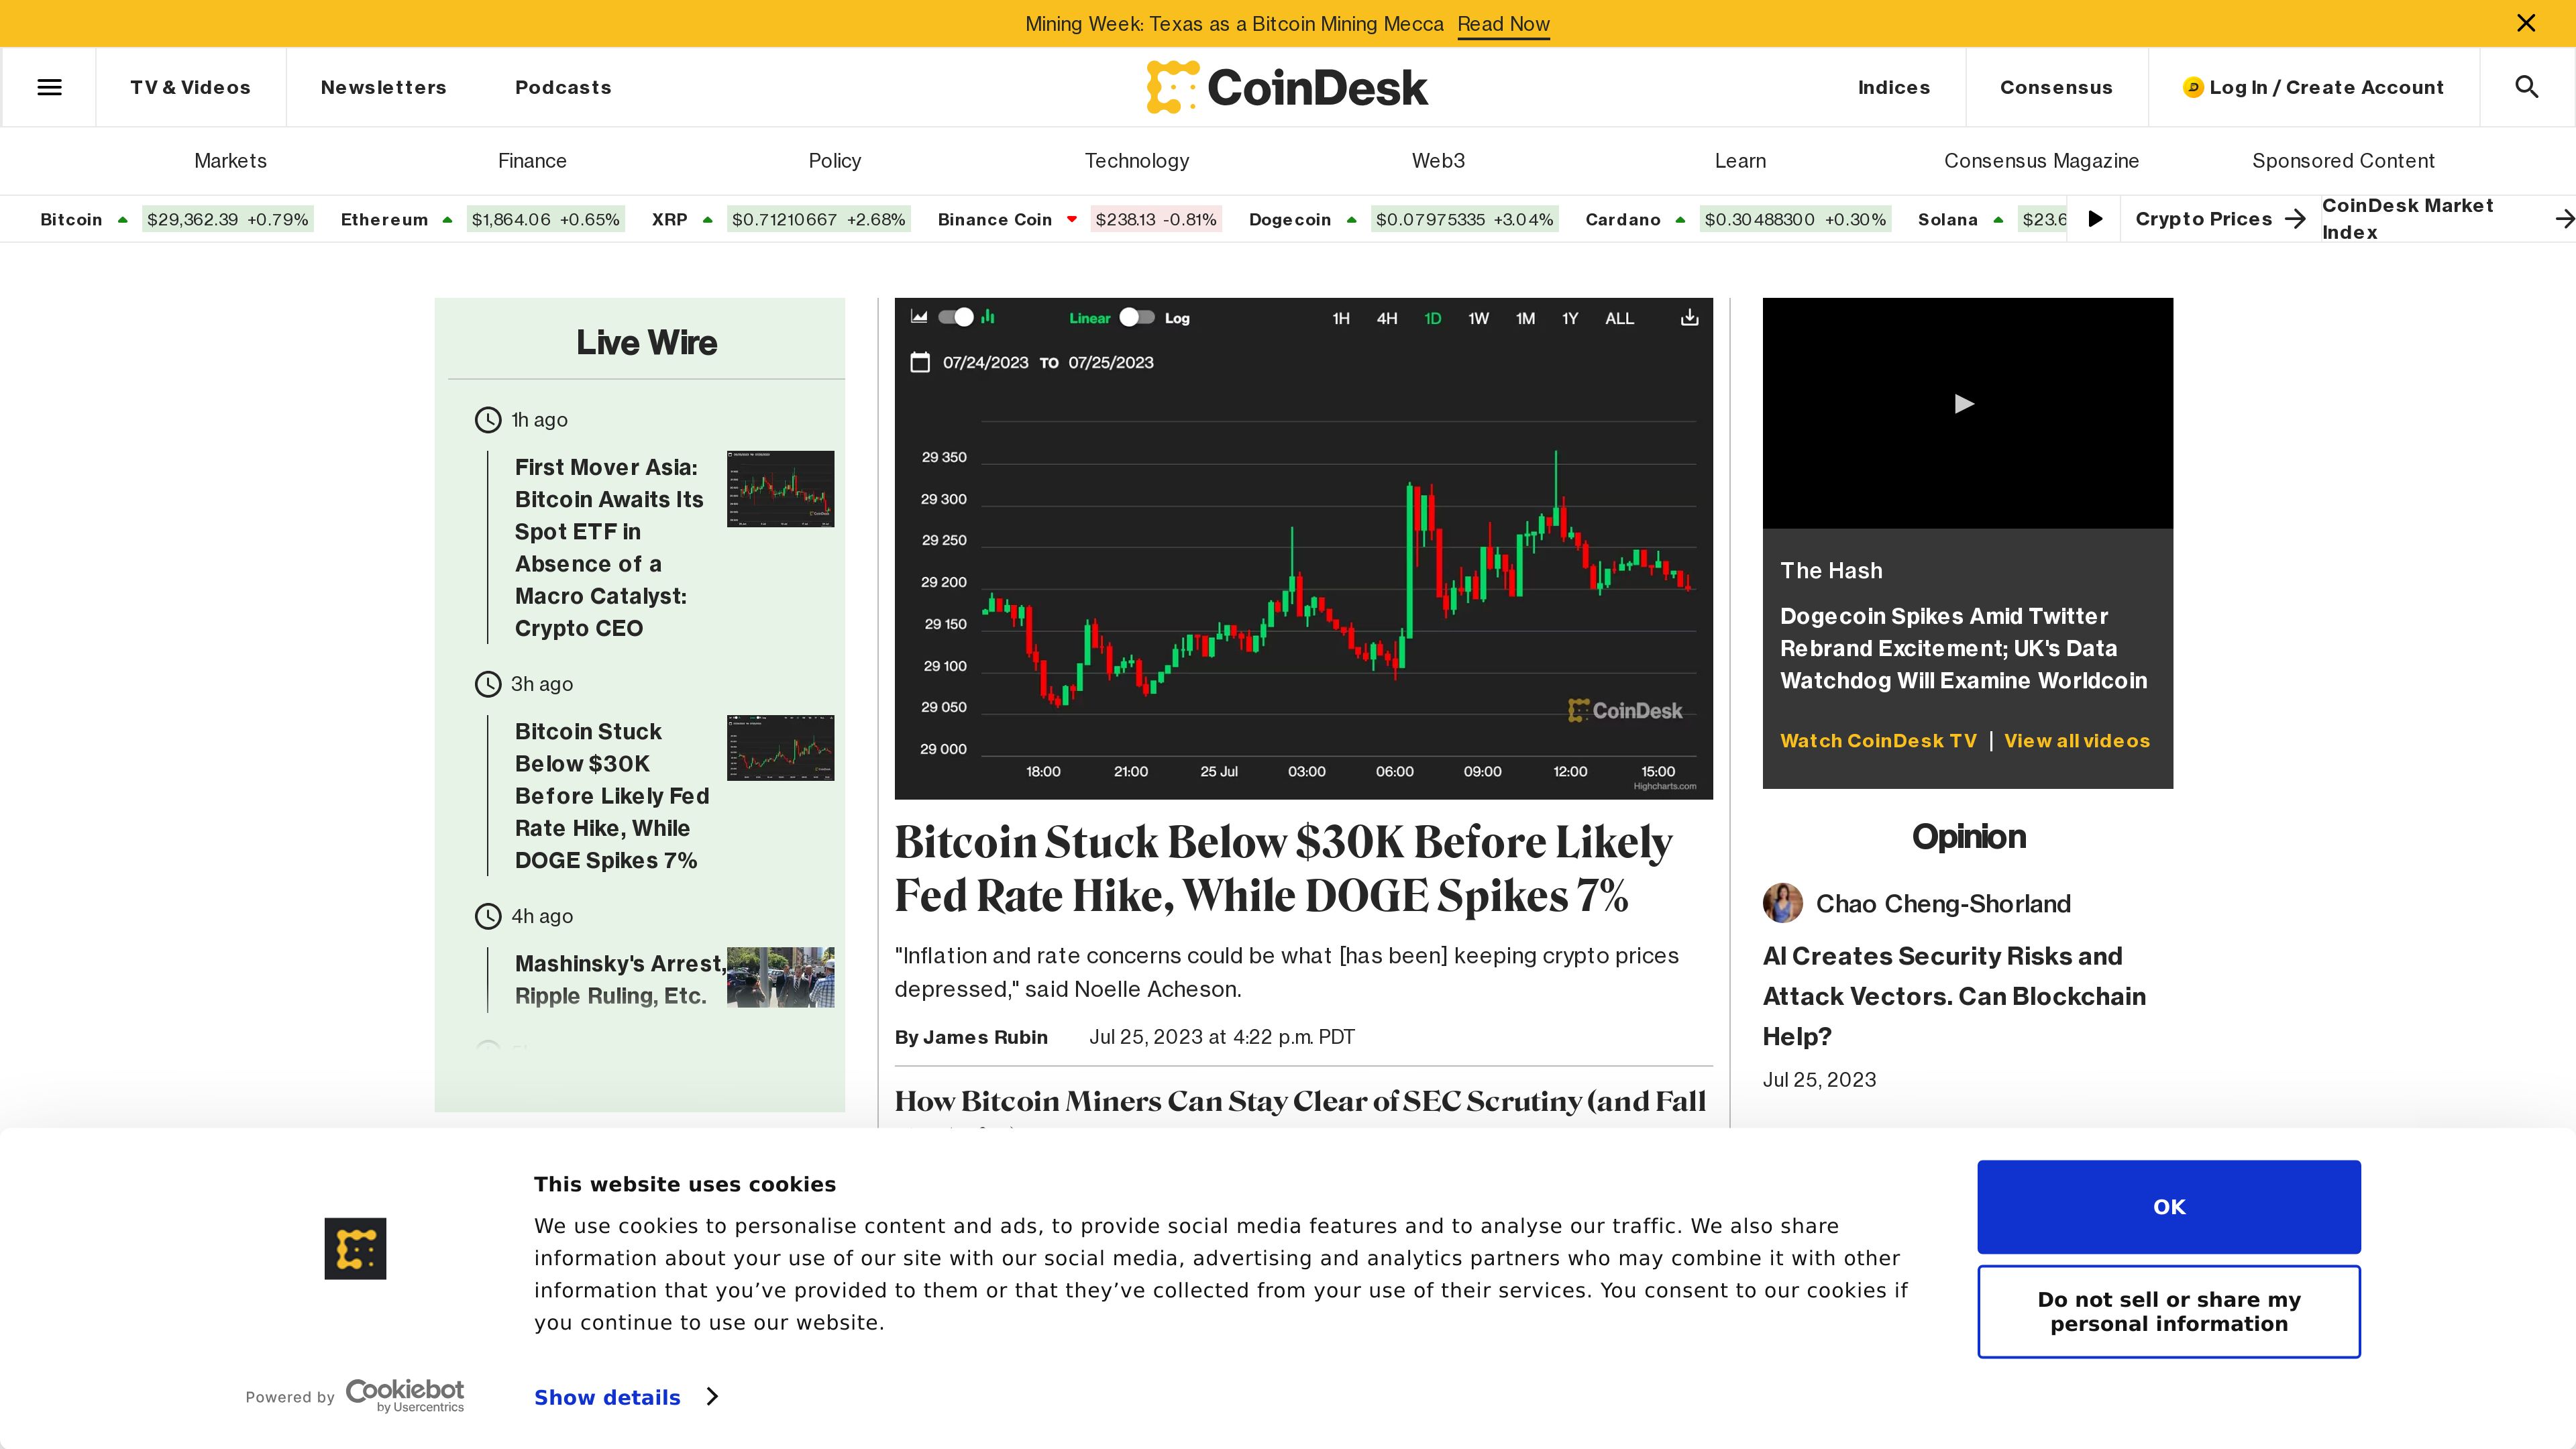 Mining Week: Texas as a Bitcoin Mining Mecca Read Now
TV & Videos
Newsletters
Podcasts
CoinDesk
Indices
Consensus
Log In / Create Account
Markets
Finance
Policy
Technology
Web3
Learn
Consensus Magazine
Sponsored Content
Bitcoin $29,362.39 +0.79%
Ethereum $1,864.06 +0.65%
XRP $0.71210667 +2.68%
Binance Coin $238.13 -0.81%
Dogecoin $0.07975335 +3.04%
Cardano $0.30488300 +0.30%
Solana $23.6
Crypto Prices
CoinDesk Market
Index
Live Wire
1h ago
First Mover Asia:
Bitcoin Awaits Its
Spot ETF in
Absence of a
Macro Catalyst:
Crypto CEO
3h ago
Bitcoin Stuck
Below $30K
Before Likely Fed
Rate Hike, While
DOGE Spikes 7%
4h ago
Mashinsky's Arrest,
Ripple Ruling, Etc.
Linear Log 1H 4H 1D 1W 1M 1Y ALL
07/24/2023 TO 07/25/2023
29 350
29 300
29 250
29 200
29 150
29 100
29 050
29 000
CoinDesk
18:00 21:00 25 Jul 03:00 06:00 09:00 12:00 15:00
Highcharts.com
Bitcoin Stuck Below $30K Before Likely
Fed Rate Hike, While DOGE Spikes 7%
"Inflation and rate concerns could be what [has been] keeping crypto prices
depressed," said Noelle Acheson.
By James Rubin Jul 25, 2023 at 4:22 p.m. PDT
How Bitcoin Miners Can Stay Clear of SEC Scrutiny (and Fall
The Hash
Dogecoin Spikes Amid Twitter
Rebrand Excitement; UK's Data
Watchdog Will Examine Worldcoin
Watch CoinDesk TV | View all videos
Opinion
Chao Cheng-Shorland
AI Creates Security Risks and
Attack Vectors. Can Blockchain
Help?
Jul 25, 2023
This website uses cookies
We use cookies to personalise content and ads, to provide social media features and to analyse our traffic. We also share
information about your use of our site with our social media, advertising and analytics partners who may combine it with other
information that you’ve provided to them or that they’ve collected from your use of their services. You consent to our cookies if
you continue to use our website.
OK
Do not sell or share my
personal information
Powered by Cookiebot
by Usercentrics
Show details